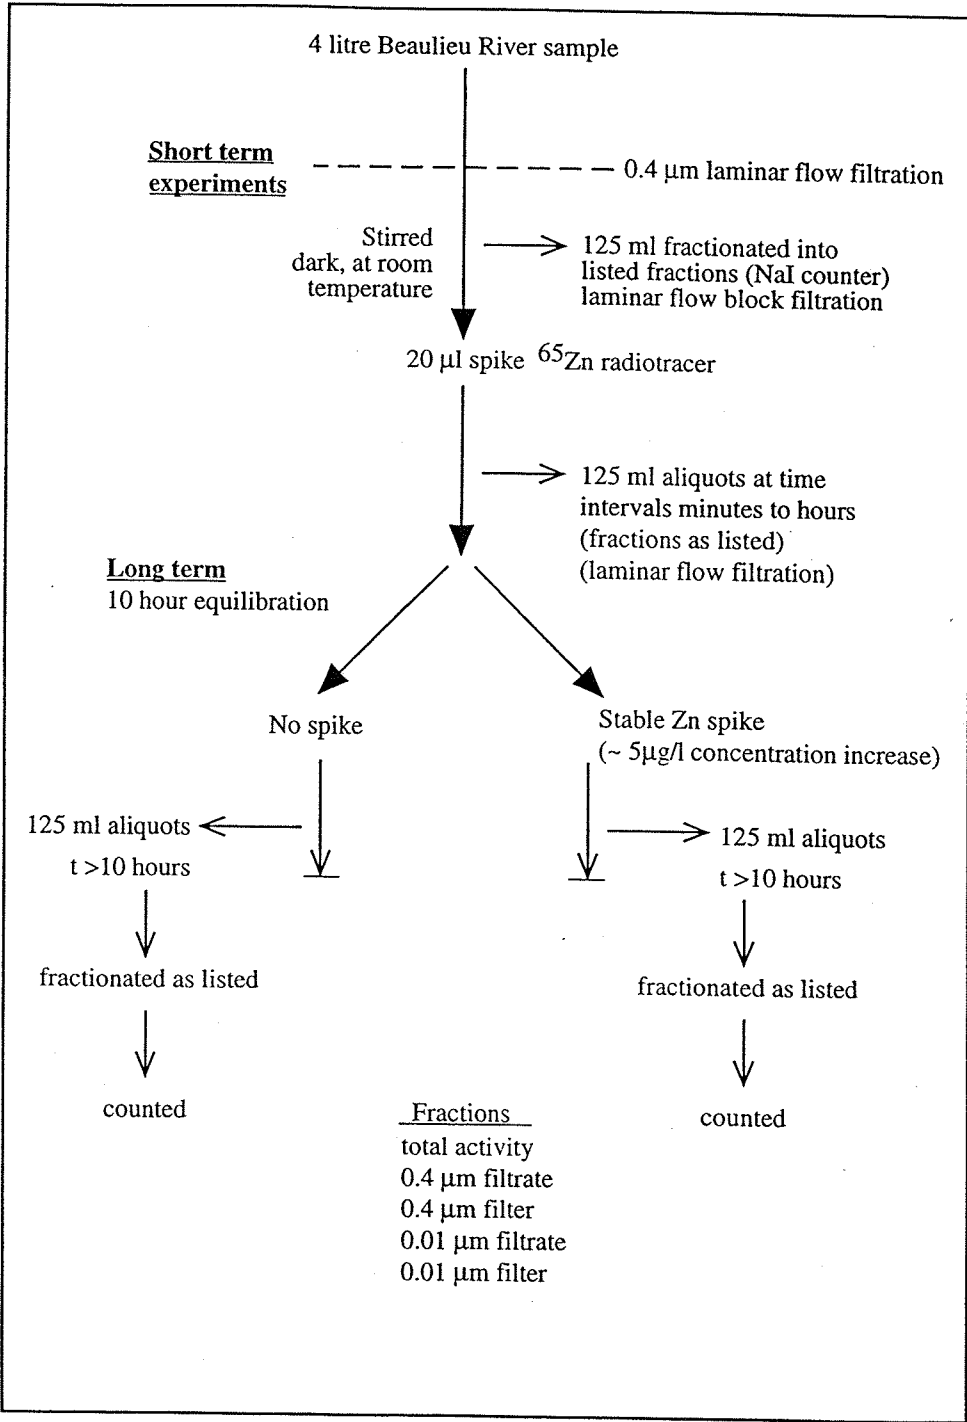 4 litre Beaulieu River sample
Short term
experiments
0.4 µm laminar flow filtration
Stirred
dark, at room
temperature
125 ml fractionated into
listed fractions (NaI counter)
laminar flow block filtration
20 µl spike ⁶⁵Zn radiotracer
125 ml aliquots at time
intervals minutes to hours
(fractions as listed)
(laminar flow filtration)
Long term
10 hour equilibration
No spike
Stable Zn spike
(~ 5µg/l concentration increase)
125 ml aliquots
t >10 hours
125 ml aliquots
t >10 hours
fractionated as listed
fractionated as listed
counted
counted
Fractions
total activity
0.4 µm filtrate
0.4 µm filter
0.01 µm filtrate
0.01 µm filter